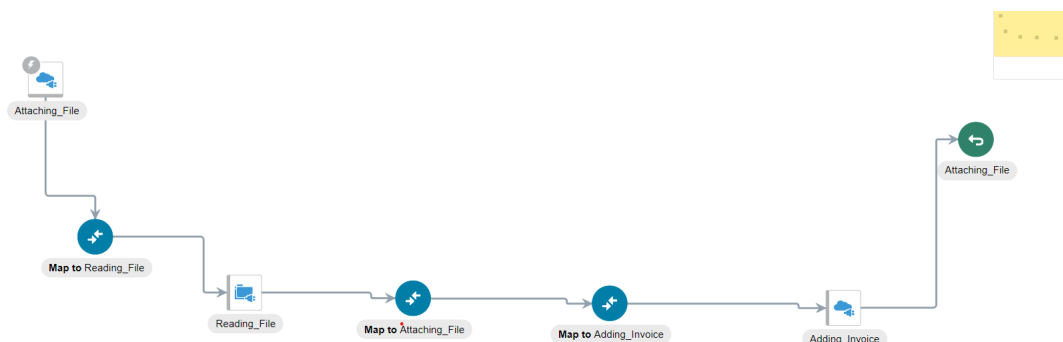 Attaching_File
Map to Reading_File
Reading_File
Map to Attaching_File
Map to Adding_Invoice
Adding_Invoice
Attaching_File